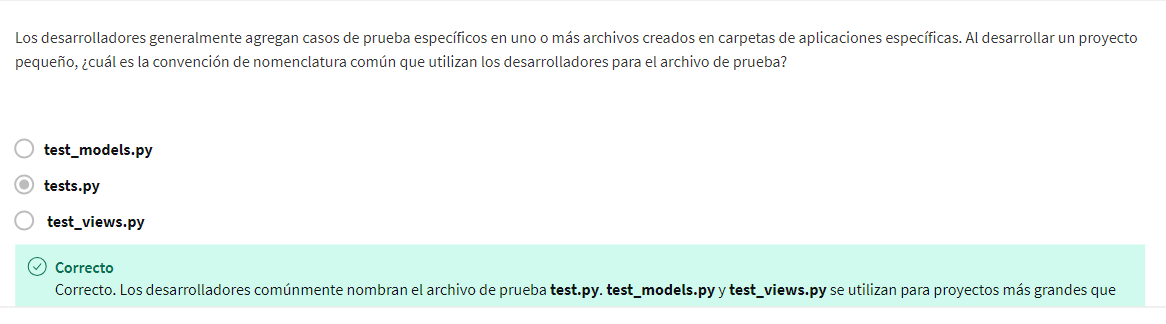 Los desarrolladores generalmente agregan casos de prueba específicos en uno o más archivos creados en carpetas de aplicaciones específicas. Al desarrollar un proyecto
pequeño, ¿cuál es la convención de nomenclatura común que utilizan los desarrolladores para el archivo de prueba?
test_models.py
tests.py
test_views.py
Correcto
Correcto. Los desarrolladores comúnmente nombran el archivo de prueba test.py. test_models.py y test_views.py se utilizan para proyectos más grandes que